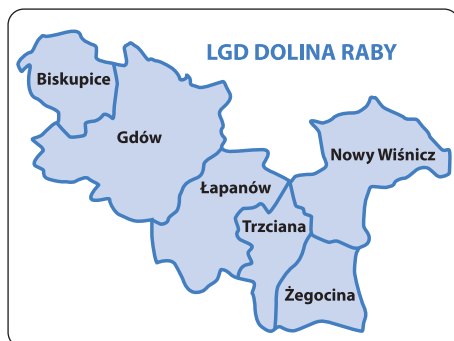 LGD DOLINA RABY
Biskupice
Gdów
Nowy Wiśnicz
Łapanów
Trzciana
Żegocina